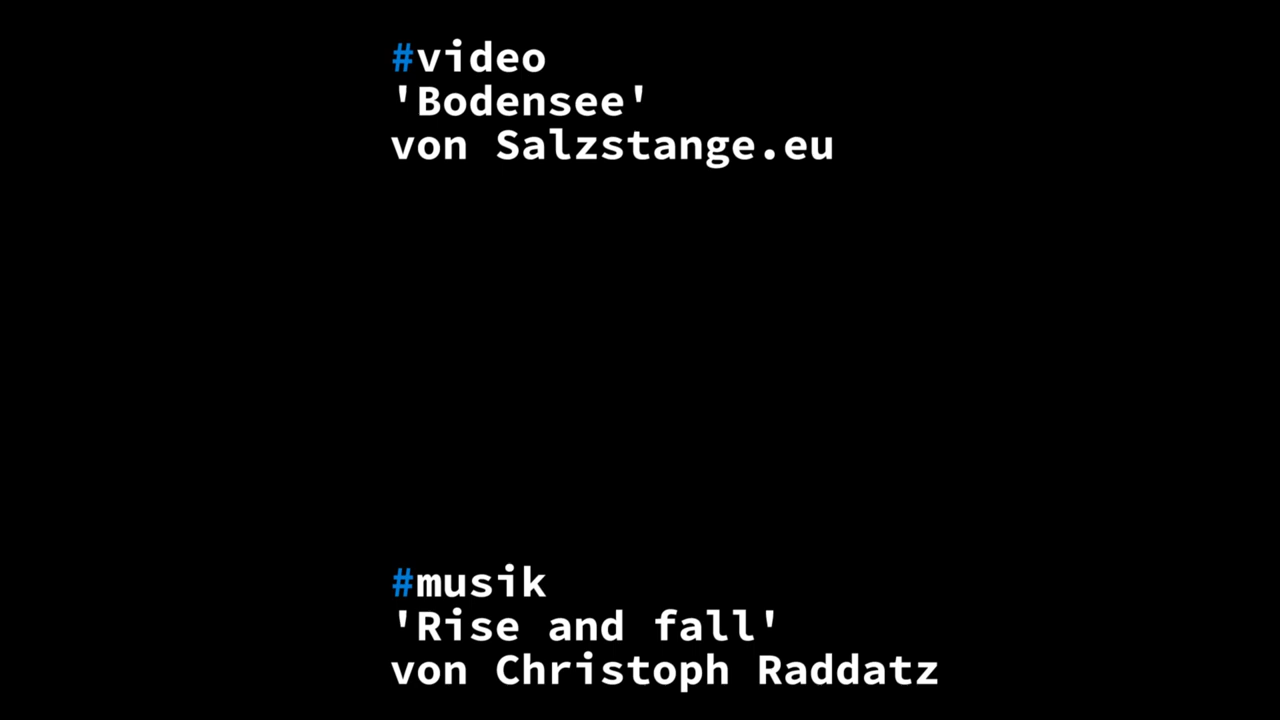 #video
'Bodensee'
von Salzstange.eu
#musik
'Rise and fall'
von Christoph Raddatz